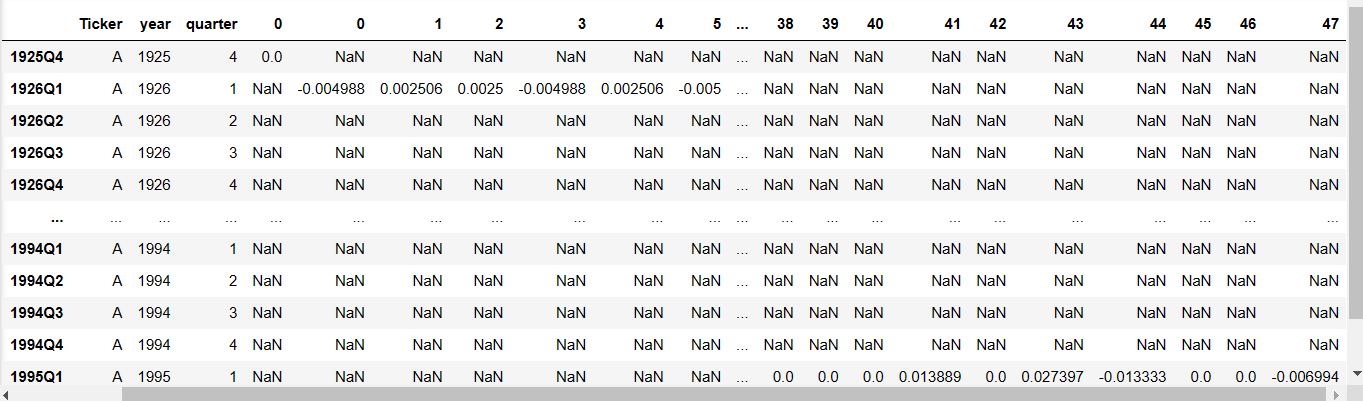 Ticker year quarter 0 0 1 2 3 4 5 ... 38 39 40 41 42 43 44 45 46 47
1925Q4 A 1925 4 0.0 NaN NaN NaN NaN NaN NaN ... NaN NaN NaN NaN NaN NaN NaN NaN NaN NaN
1926Q1 A 1926 1 NaN -0.004988 0.002506 0.0025 -0.004988 0.002506 -0.005 ... NaN NaN NaN NaN NaN NaN NaN NaN NaN NaN
1926Q2 A 1926 2 NaN NaN NaN NaN NaN NaN NaN ... NaN NaN NaN NaN NaN NaN NaN NaN NaN NaN
1926Q3 A 1926 3 NaN NaN NaN NaN NaN NaN NaN ... NaN NaN NaN NaN NaN NaN NaN NaN NaN NaN
1926Q4 A 1926 4 NaN NaN NaN NaN NaN NaN NaN ... NaN NaN NaN NaN NaN NaN NaN NaN NaN NaN
... ... ... ... ... ... ... ... ... ... ... ... ... ... ... ... ... ... ... ... ... ...
1994Q1 A 1994 1 NaN NaN NaN NaN NaN NaN NaN ... NaN NaN NaN NaN NaN NaN NaN NaN NaN NaN
1994Q2 A 1994 2 NaN NaN NaN NaN NaN NaN NaN ... NaN NaN NaN NaN NaN NaN NaN NaN NaN NaN
1994Q3 A 1994 3 NaN NaN NaN NaN NaN NaN NaN ... NaN NaN NaN NaN NaN NaN NaN NaN NaN NaN
1994Q4 A 1994 4 NaN NaN NaN NaN NaN NaN NaN ... NaN NaN NaN NaN NaN NaN NaN NaN NaN NaN
1995Q1 A 1995 1 NaN NaN NaN NaN NaN NaN NaN ... 0.0 0.0 0.0 0.013889 0.0 0.027397 -0.013333 0.0 0.0 -0.006994